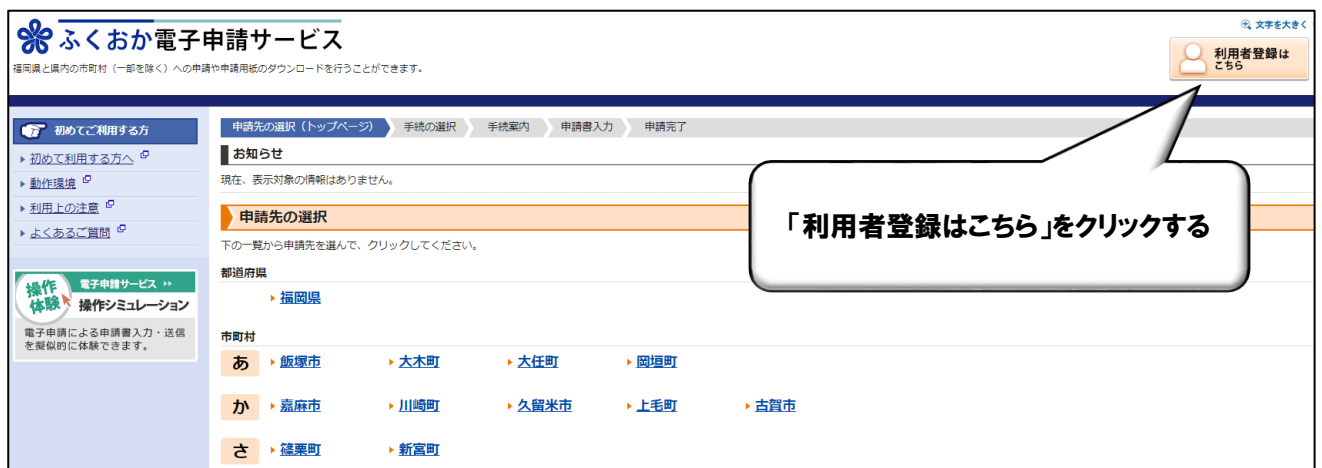 ふくおか電子申請サービス
福岡県と県内の市町村（一部を除く）への申請や申請用紙のダウンロードを行うことができます。
文字を大きく
利用者登録は
こちら
初めてご利用する方
初めて利用する方へ
動作環境
利用上の注意
よくあるご質問
操作
体験
電子申請サービス
操作シミュレーション
電子申請による申請書入力・送信
を擬似的に体験できます。
申請先の選択（トップページ） 手続の選択 手続案内 申請書入力 申請完了
お知らせ
現在、表示対象の情報はありません。
申請先の選択
下の一覧から申請先を選んで、クリックしてください。
都道府県
福岡県
市町村
あ 飯塚市 大木町 大任町 岡垣町
か 嘉麻市 川崎町 久留米市 上毛町 古賀市
さ 篠栗町 新宮町
「利用者登録はこちら」をクリックする